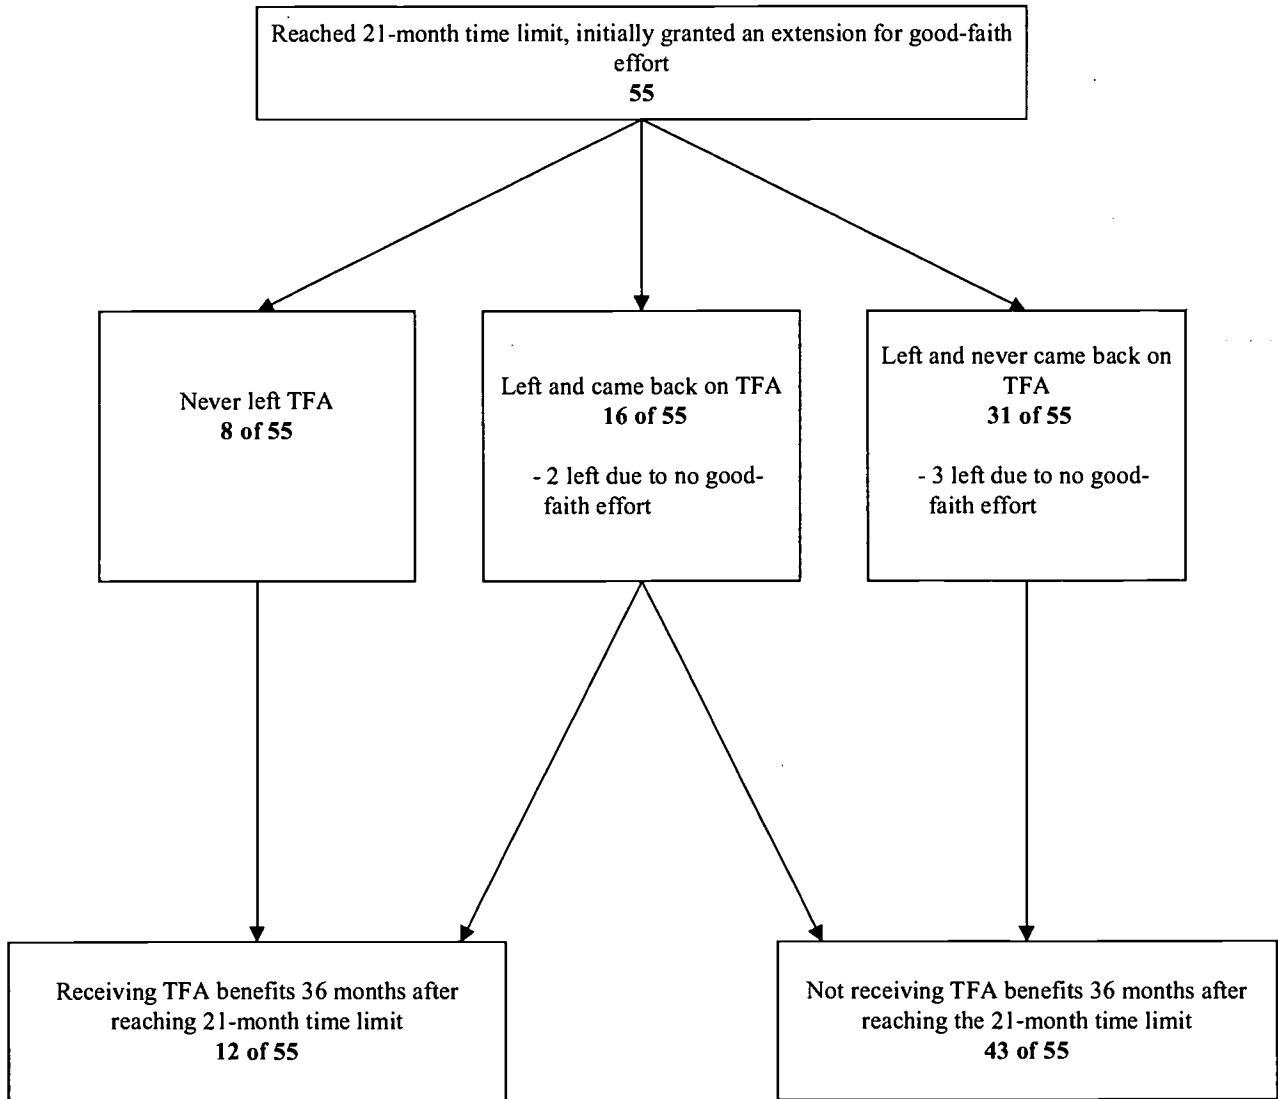 Reached 21-month time limit, initially granted an extension for good-faith
effort
55
Never left TFA
8 of 55
Left and came back on TFA
16 of 55
- 2 left due to no good-
faith effort
Left and never came back on
TFA
31 of 55
- 3 left due to no good-
faith effort
Receiving TFA benefits 36 months after
reaching 21-month time limit
12 of 55
Not receiving TFA benefits 36 months after
reaching the 21-month time limit
43 of 55